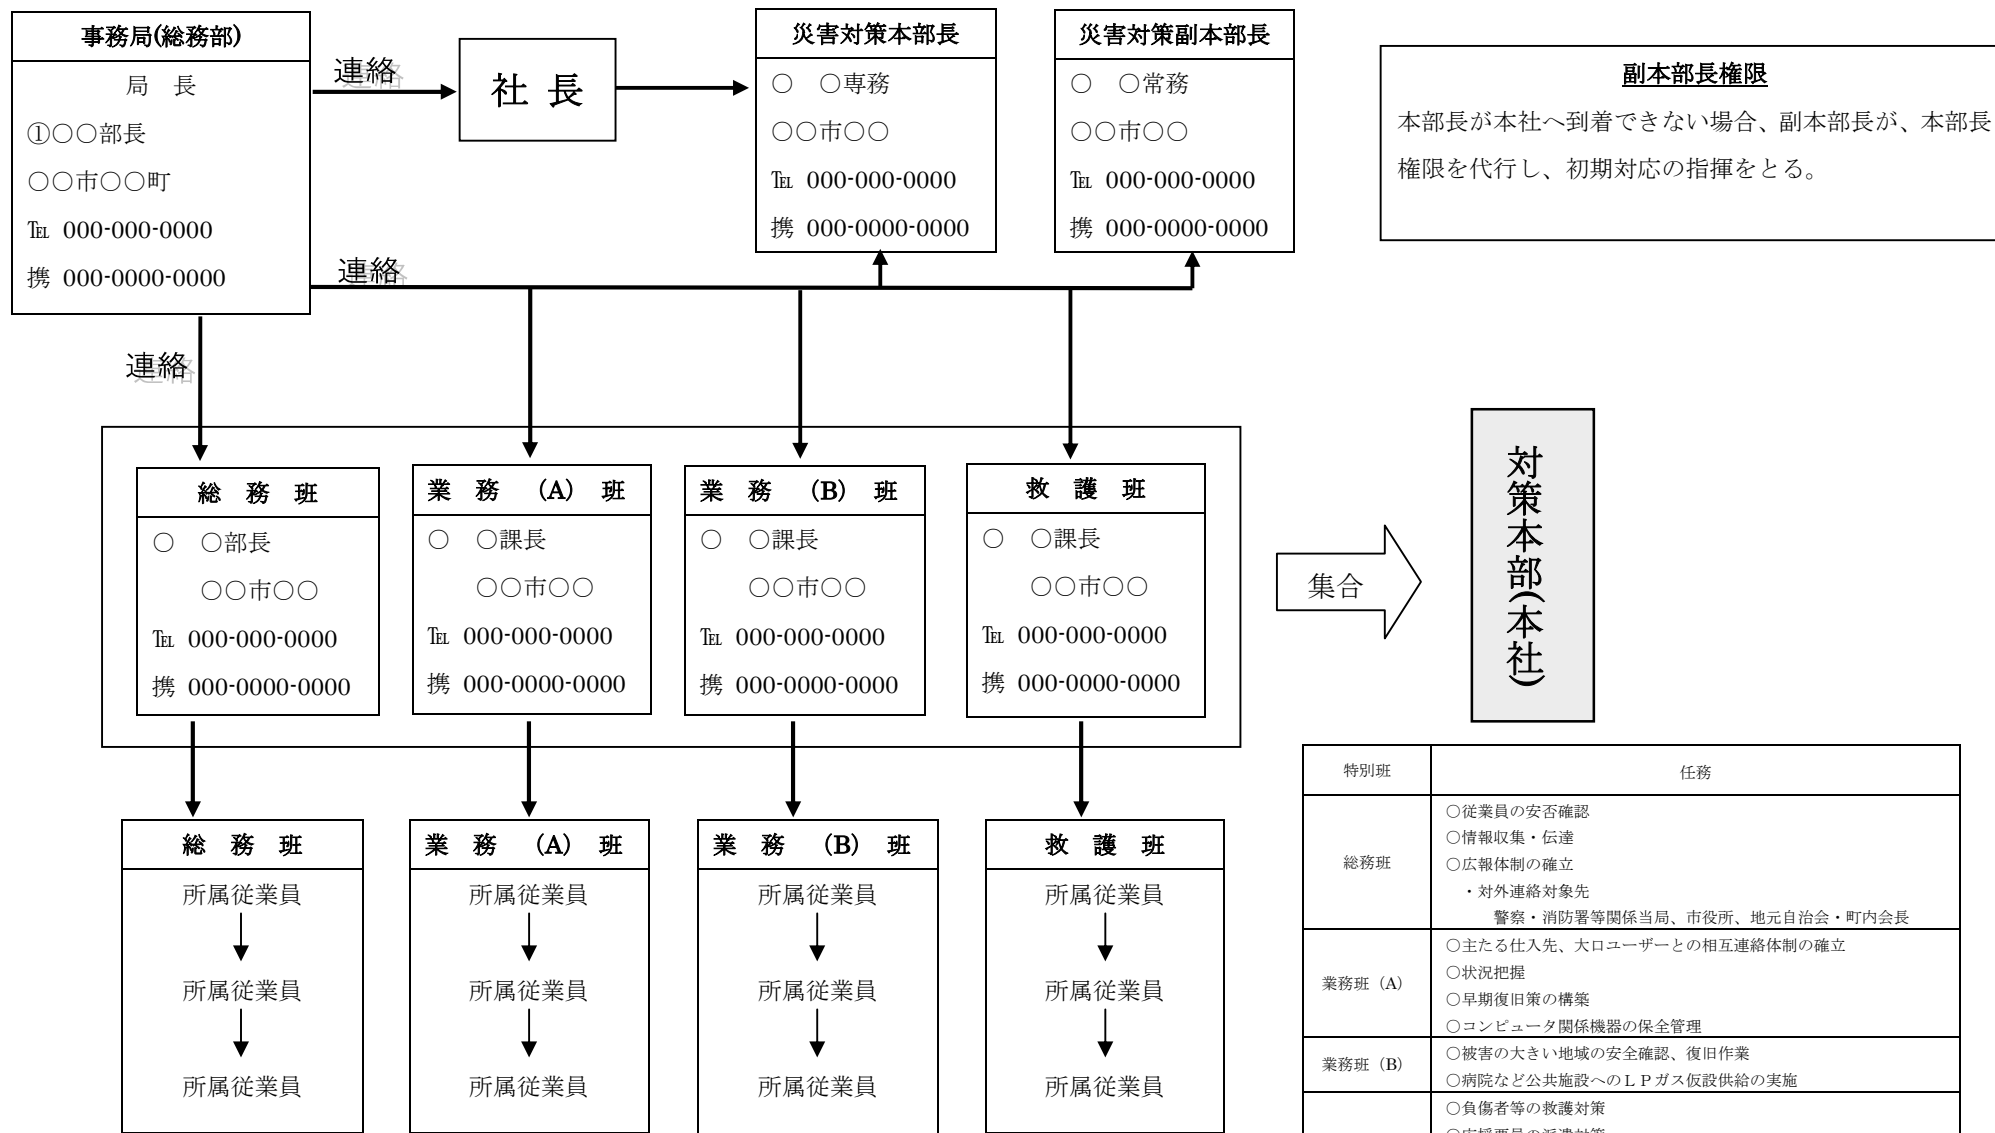 事務局(総務部)
局　長
①○○部長
○○市○○町
℡ 000-000-0000
携 000-0000-0000
連絡
社 長
災害対策本部長
○　○専務
○○市○○
℡ 000-000-0000
携 000-0000-0000
災害対策副本部長
○　○常務
○○市○○
℡ 000-000-0000
携 000-0000-0000
副本部長権限
本部長が本社へ到着できない場合、副本部長が、本部長
権限を代行し、初期対応の指揮をとる。
連絡
連絡
総　務　班
○　○部長
○○市○○
℡ 000-000-0000
携 000-0000-0000
業　務　(A)　班
○　○課長
○○市○○
℡ 000-000-0000
携 000-0000-0000
業　務　(B)　班
○　○課長
○○市○○
℡ 000-000-0000
携 000-0000-0000
救　護　班
○　○課長
○○市○○
℡ 000-000-0000
携 000-0000-0000
集合
対策本部(本社)
総　務　班
所属従業員
所属従業員
所属従業員
業　務　(A)　班
所属従業員
所属従業員
所属従業員
業　務　(B)　班
所属従業員
所属従業員
所属従業員
救　護　班
所属従業員
所属従業員
所属従業員
特別班
任務
総務班
○従業員の安否確認
○情報収集・伝達
○広報体制の確立
・対外連絡対象先
警察・消防署等関係当局、市役所、地元自治会・町内会長
業務班（A）
○主たる仕入先、大口ユーザーとの相互連絡体制の確立
○状況把握
○早期復旧策の構築
○コンピュータ関係機器の保全管理
業務班（B）
○被害の大きい地域の安全確認、復旧作業
○病院など公共施設へのＬＰガス仮設供給の実施
○負傷者等の救護対策